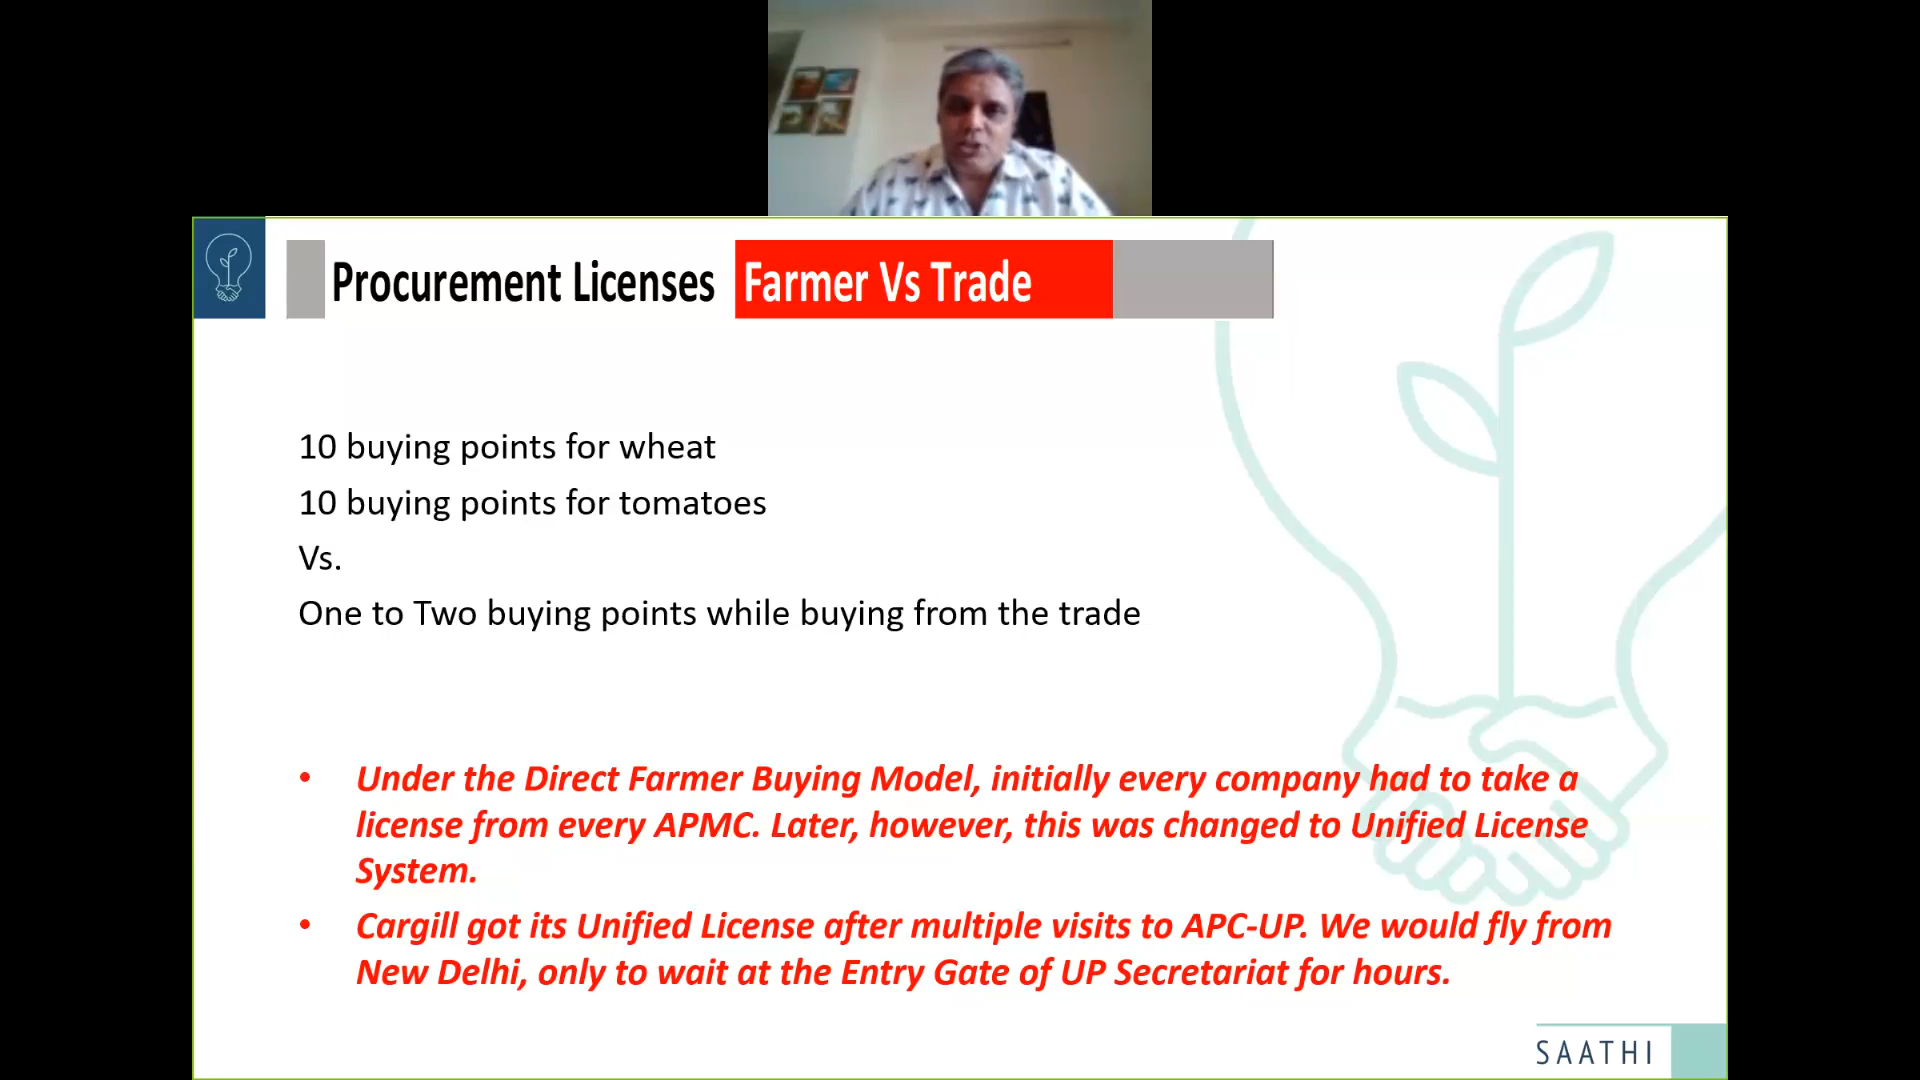 Procurement Licenses Farmer Vs Trade
10 buying points for wheat
10 buying points for tomatoes
Vs.
One to Two buying points while buying from the trade
• Under the Direct Farmer Buying Model, initially every company had to take a
license from every APMC. Later, however, this was changed to Unified License
System.
• Cargill got its Unified License after multiple visits to APC-UP. We would fly from
New Delhi, only to wait at the Entry Gate of UP Secretariat for hours.
SAATHI